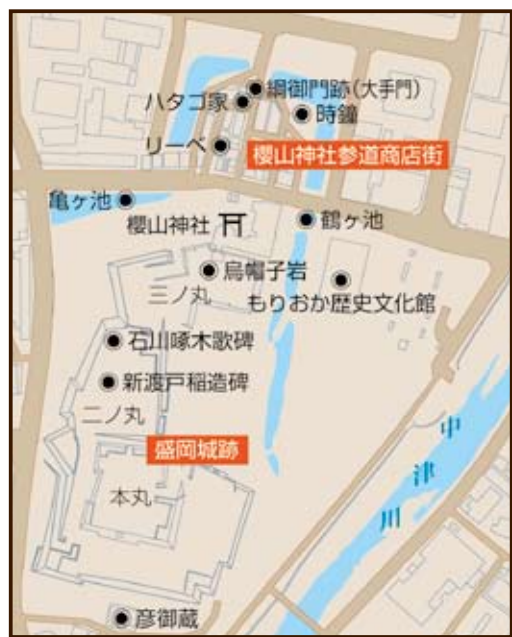 綱御門跡(大手門)
ハタゴ家
時鐘
リーベ
櫻山神社参道商店街
亀ヶ池
櫻山神社
鶴ヶ池
烏帽子岩
三ノ丸
もりおか歴史文化館
石川啄木歌碑
新渡戸稲造碑
二ノ丸
盛岡城跡
本丸
中津川
彦御蔵